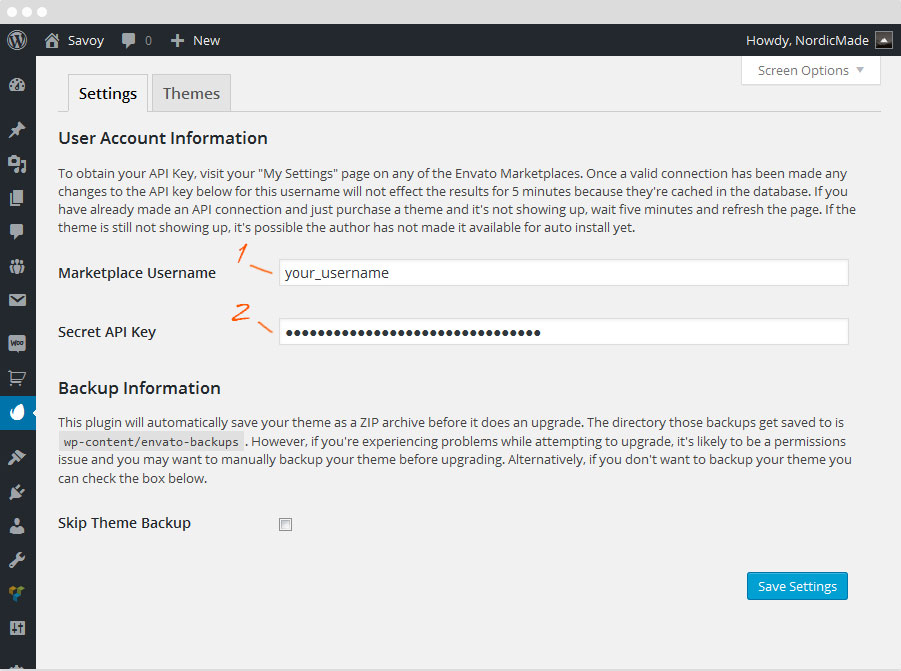 Savoy 0 New Howdy, NordicMade
Screen Options
Settings Themes
User Account Information
To obtain your API Key, visit your "My Settings" page on any of the Envato Marketplaces. Once a valid connection has been made any
changes to the API key below for this username will not effect the results for 5 minutes because they're cached in the database. If you
have already made an API connection and just purchase a theme and it's not showing up, wait five minutes and refresh the page. If the
theme is still not showing up, it's possible the author has not made it available for auto install yet.
1
Marketplace Username your_username
2
Secret API Key ●●●●●●●●●●●●●●●●●●●●●●●●●●●●●●●●
Backup Information
This plugin will automatically save your theme as a ZIP archive before it does an upgrade. The directory those backups get saved to is
wp-content/envato-backups . However, if you're experiencing problems while attempting to upgrade, it's likely to be a permissions
issue and you may want to manually backup your theme before upgrading. Alternatively, if you don't want to backup your theme you
can check the box below.
Woo
Skip Theme Backup
Save Settings